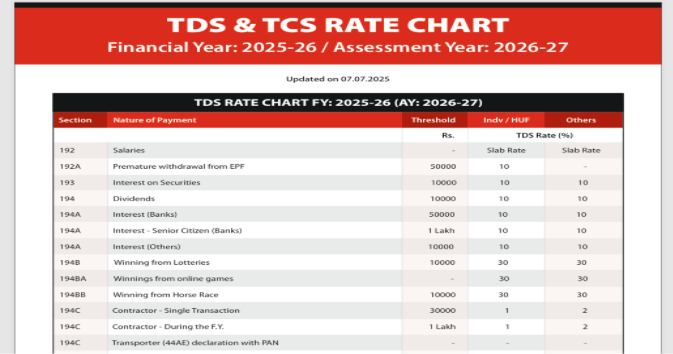 TDS & TCS RATE CHART
Financial Year: 2025-26 / Assessment Year: 2026-27
Updated on 07.07.2025
TDS RATE CHART FY: 2025-26 (AY: 2026-27)
Section Nature of Payment Threshold Indv / HUF Others
Rs. TDS Rate (%)
192 Salaries - Slab Rate Slab Rate
192A Premature withdrawal from EPF 50000 10 -
193 Interest on Securities 10000 10 10
194 Dividends 10000 10 10
194A Interest (Banks) 50000 10 10
194A Interest - Senior Citizen (Banks) 1 Lakh 10 10
194A Interest (Others) 10000 10 10
194B Winning from Lotteries 10000 30 30
194BA Winnings from online games - 30 30
194BB Winning from Horse Race 10000 30 30
194C Contractor - Single Transaction 30000 1 2
194C Contractor - During the F.Y. 1 Lakh 1 2
194C Transporter (44AE) declaration with PAN - - -